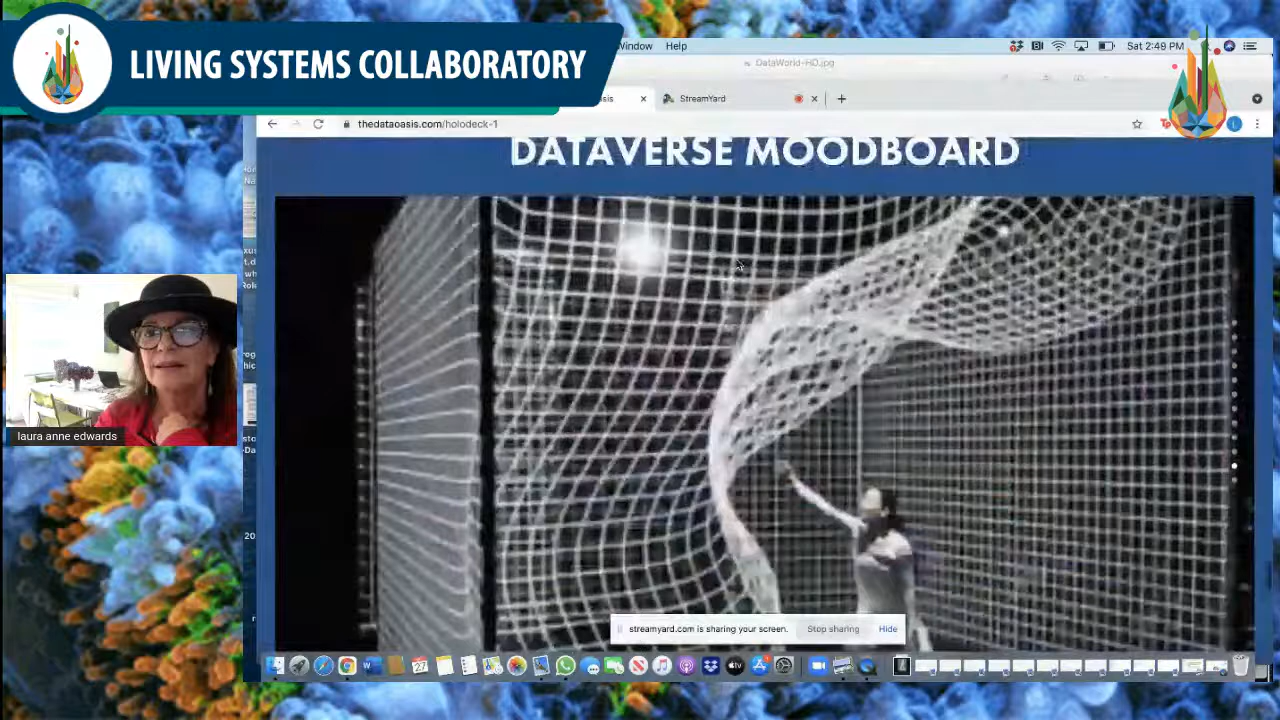 LIVING SYSTEMS COLLABORATORY
Window Help
Sat 2:49 PM
DataWorld-HD.jpg
StreamYard
thedataoasis.com/holodeck-1
DATAVERSE MOODBOARD
laura anne edwards
streamyard.com is sharing your screen. Stop sharing Hide
27